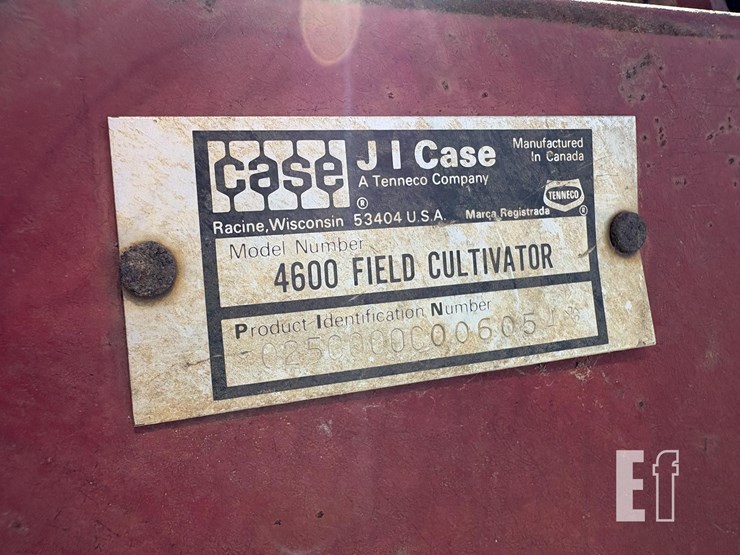 case
J I Case
A Tenneco Company
®
Manufactured
In Canada
TENNECO
®
Racine, Wisconsin 53404 U.S.A.
Marca Registrada
Model Number
4600 FIELD CULTIVATOR
Product Identification Number
Ef